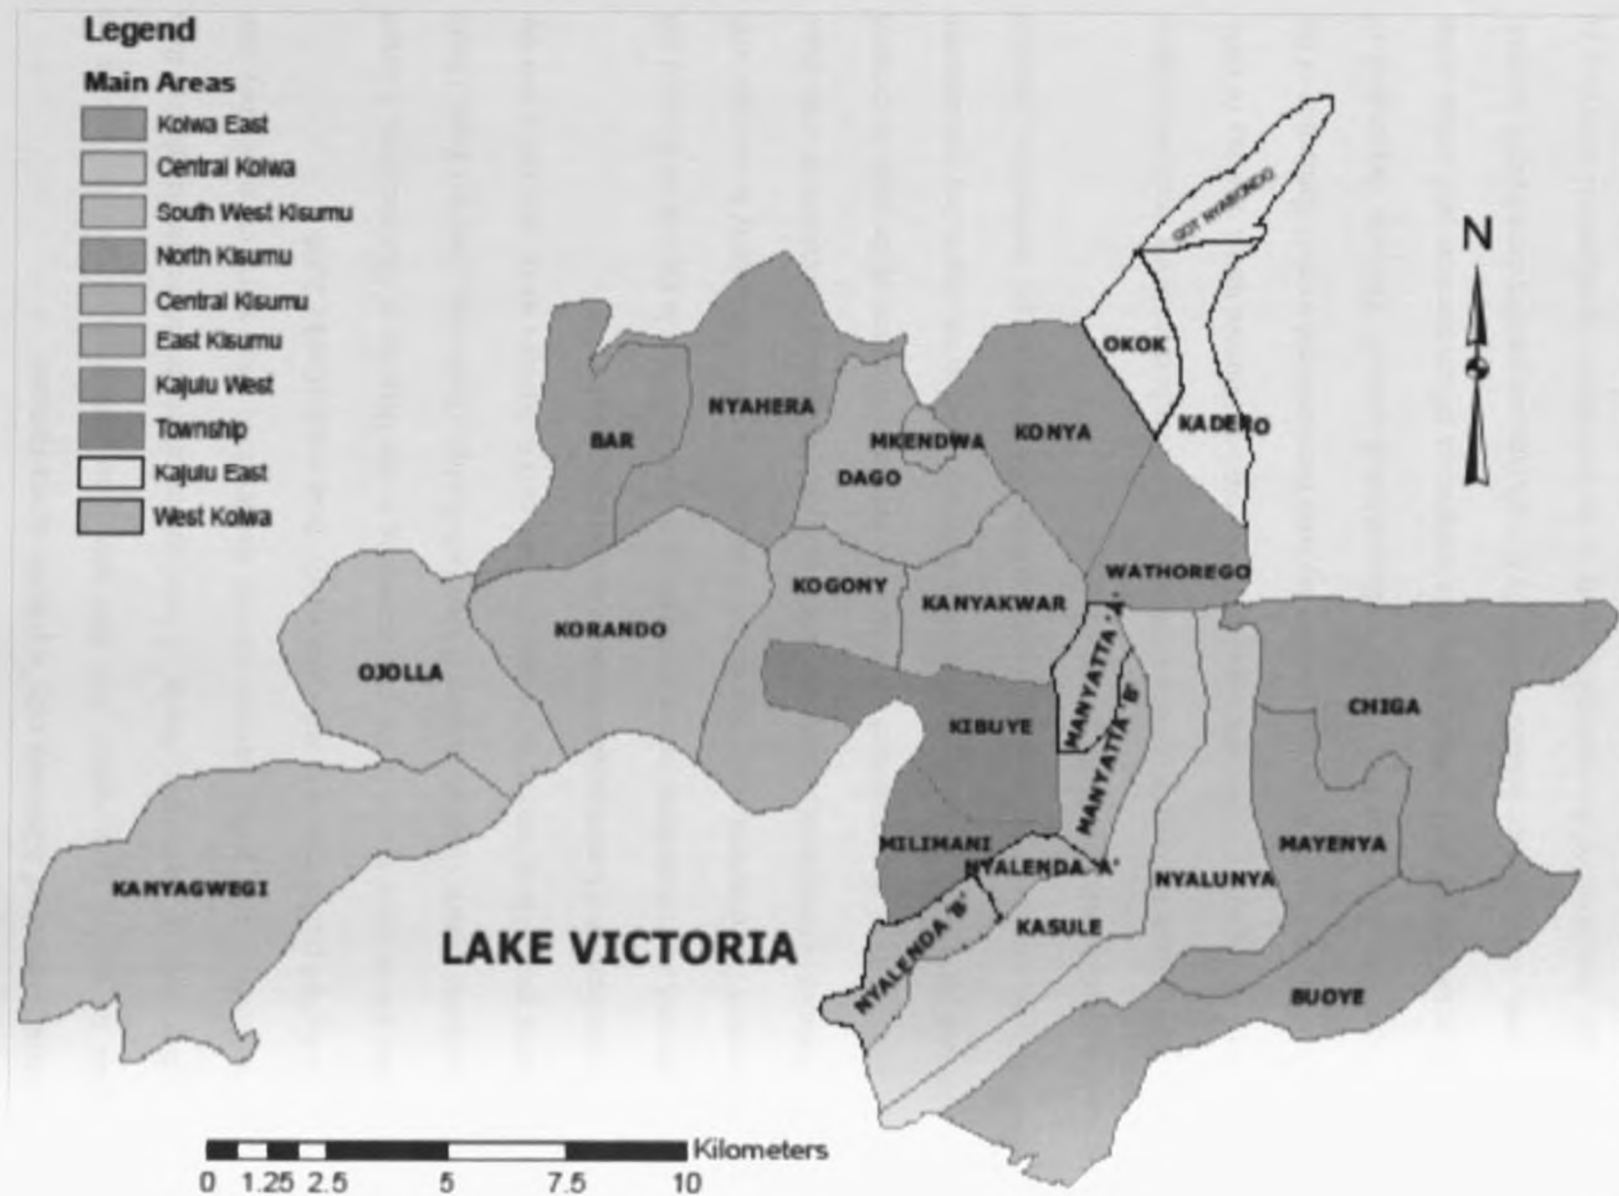 Legend
Main Areas
Kolwa East
Central Kolwa
South West Kisumu
North Kisumu
Central Kisumu
East Kisumu
Kajulu West
Township
Kajulu East
West Kolwa
N
GOT NYABONDO
OKOK
KADERO
NYAHERA
BAR
MKENDWA
KONYA
DAGO
WATHOREGO
KOGONY
KANYAKWAR
MANYATTA 'A'
KORANDO
OJOLLA
CHIGA
KIBUYE
MANYATTA 'B'
MILIMANI
MAYENYA
NYALENDA 'A'
NYALUNYA
KANYAGWEGI
KASULE
NYALENDA 'B'
LAKE VICTORIA
BUOYE
Kilometers
0 1.25 2.5 5 7.5 10